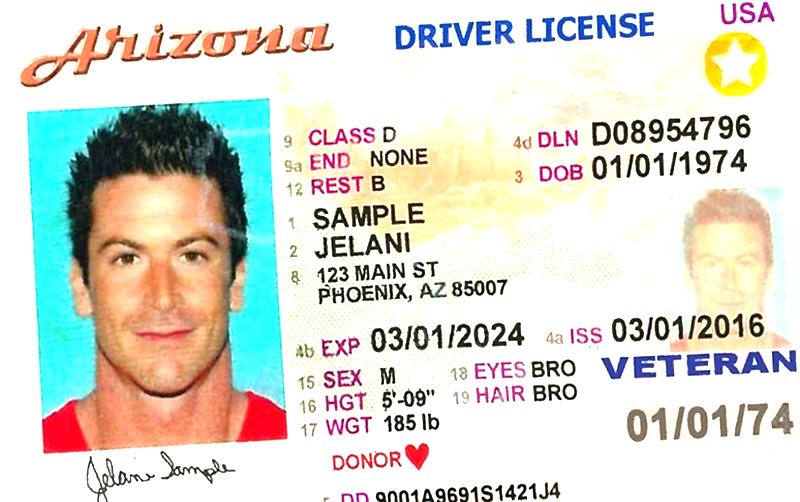 Arizona
DRIVER LICENSE
USA
9 CLASS D
4d DLN D08954796
9a END NONE
3 DOB 01/01/1974
12 REST B
1 SAMPLE
2 JELANI
8 123 MAIN ST
PHOENIX, AZ 85007
4b EXP 03/01/2024 4a ISS 03/01/2016
15 SEX M 18 EYES BRO
VETERAN
16 HGT 5'-09" 19 HAIR BRO
17 WGT 185 lb
01/01/74
DONOR
Jelani Sample
5 DD 9001A9691S1421J4